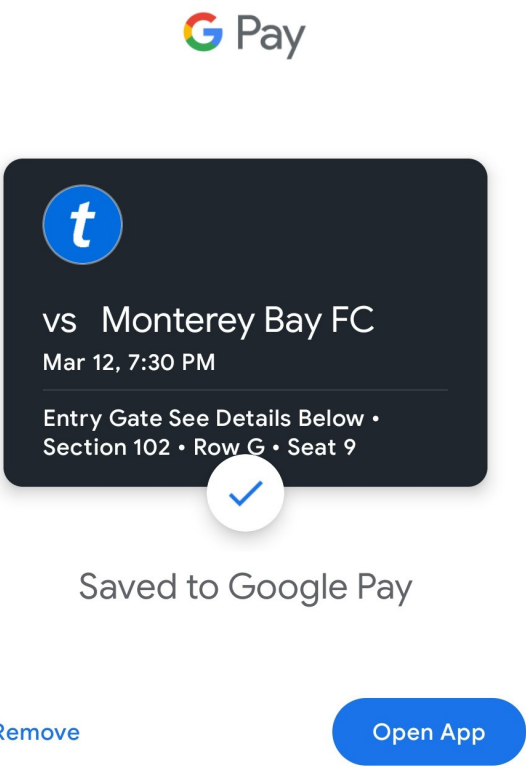 G Pay
t
vs Monterey Bay FC
Mar 12, 7:30 PM
Entry Gate See Details Below •
Section 102 • Row G • Seat 9
Saved to Google Pay
Remove
Open App